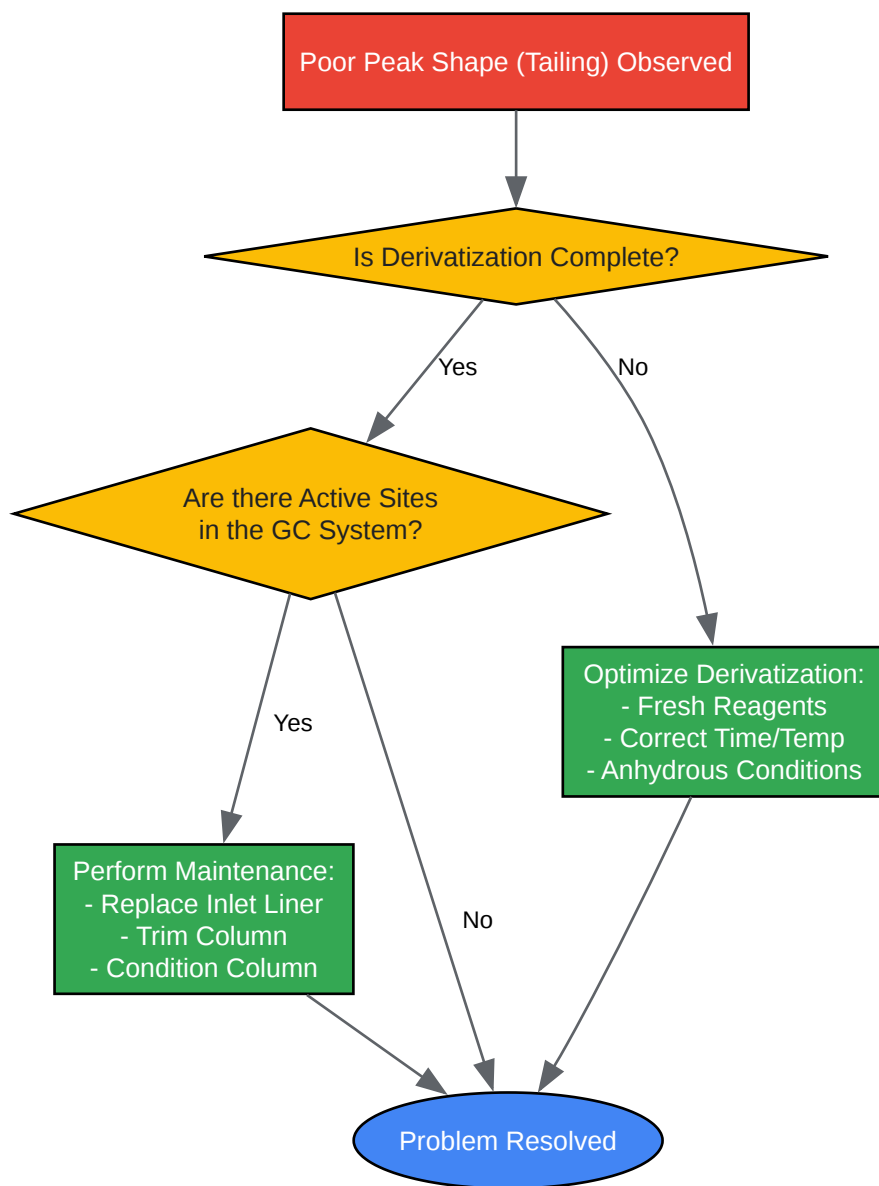 Poor Peak Shape (Tailing) Observed
Is Derivatization Complete?
Yes
No
Are there Active Sites
in the GC System?
Optimize Derivatization:
- Fresh Reagents
- Correct Time/Temp
- Anhydrous Conditions
Yes
Perform Maintenance:
- Replace Inlet Liner
- Trim Column
- Condition Column
No
Problem Resolved